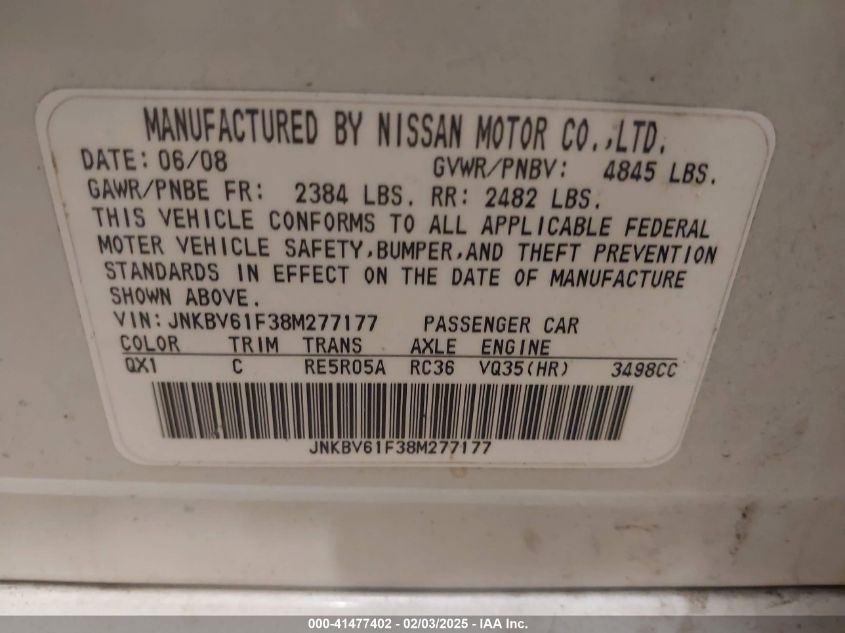 MANUFACTURED BY NISSAN MOTOR CO.,LTD.
DATE: 06/08 GVWR/PNBV: 4845 LBS.
GAWR/PNBE FR: 2384 LBS. RR: 2482 LBS.
THIS VEHICLE CONFORMS TO ALL APPLICABLE FEDERAL
MOTER VEHICLE SAFETY,BUMPER,AND THEFT PREVENTION
STANDARDS IN EFFECT ON THE DATE OF MANUFACTURE
SHOWN ABOVE.
VIN: JNKBV61F38M277177 PASSENGER CAR
COLOR TRIM TRANS AXLE ENGINE
QX1 C RE5R05A RC36 VQ35(HR) 3498CC
JNKBV61F38M277177
000-41477402 - 02/03/2025 - IAA Inc.